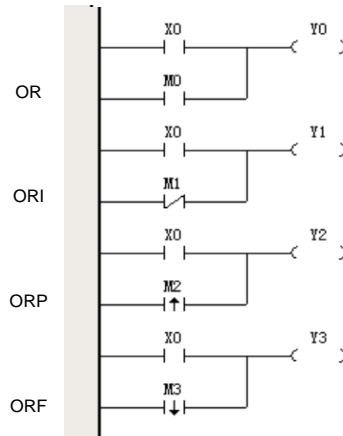 X0 Y0
OR M0
X0 Y1
ORI M1
X0 Y2
ORP M2
X0 Y3
ORF M3